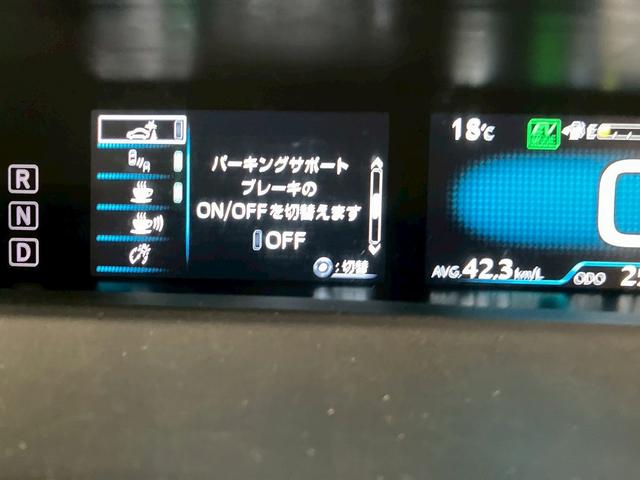 R
N
D
パーキングサポート
ブレーキの
ON/OFFを切替えます
OFF
:切替
18℃
EV
MODE
E
0
AVG.42.3km/L
ODO